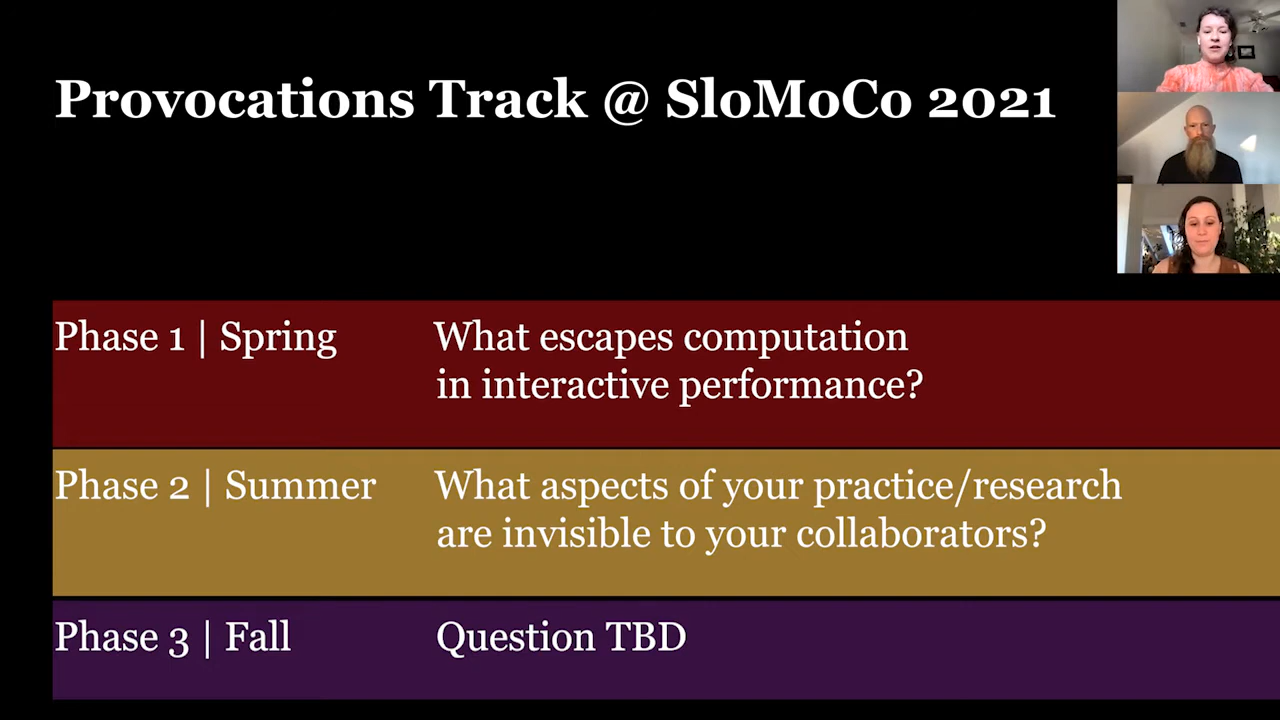 Provocations Track @ SloMoCo 2021
Phase 1 | Spring
What escapes computation
in interactive performance?
Phase 2 | Summer
What aspects of your practice/research
are invisible to your collaborators?
Phase 3 | Fall
Question TBD